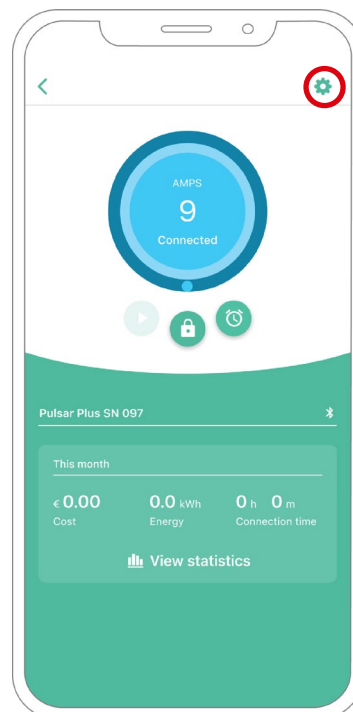 AMPS
9
Connected
Pulsar Plus SN 097
This month
€ 0.00 0.0 kWh 0 h 0 m
Cost Energy Connection time
View statistics